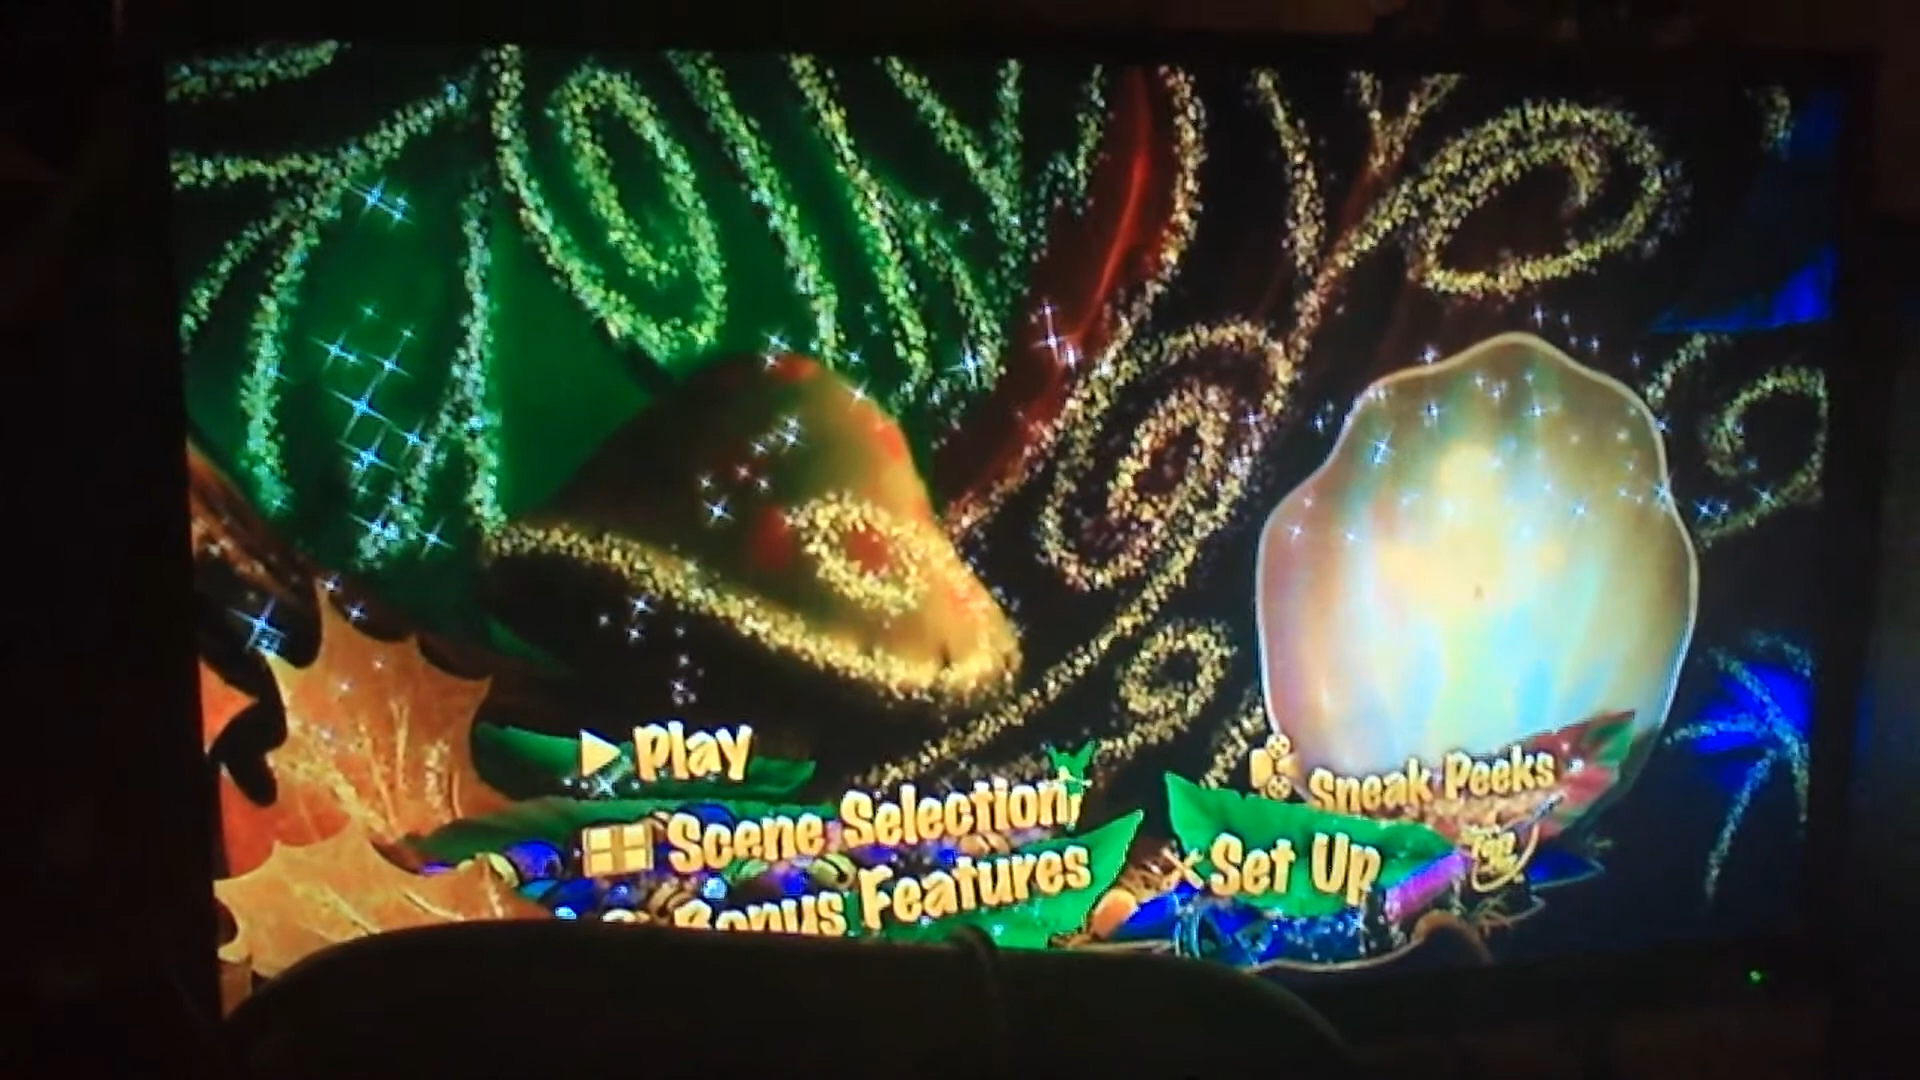 Play
Scene Selection
Bonus Features
Sneak Peeks
Set Up